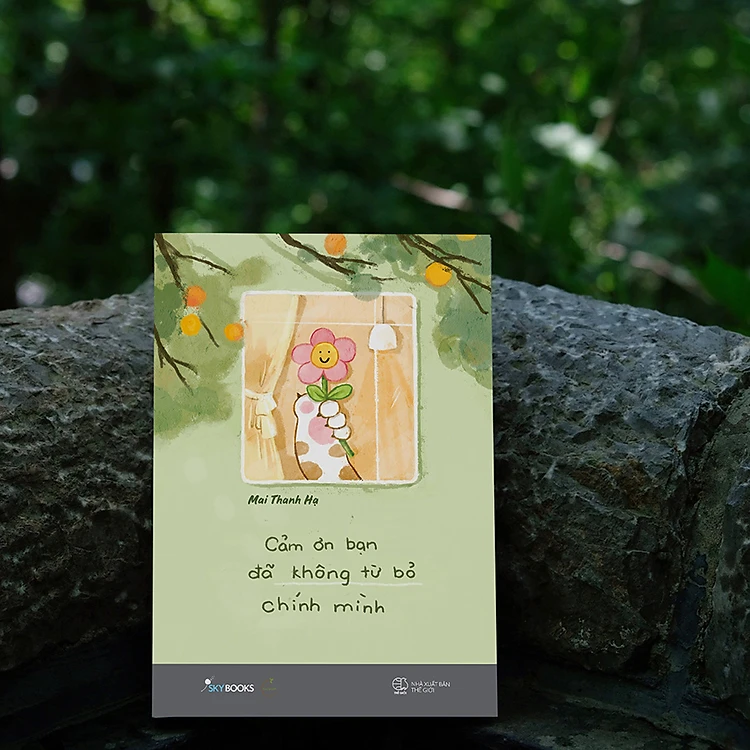 Mai Thanh Hạ
Cảm ơn bạn
đã không từ bỏ
chính mình
SKYBOOKS
NHÀ XUẤT BẢN
THẾ GIỚI